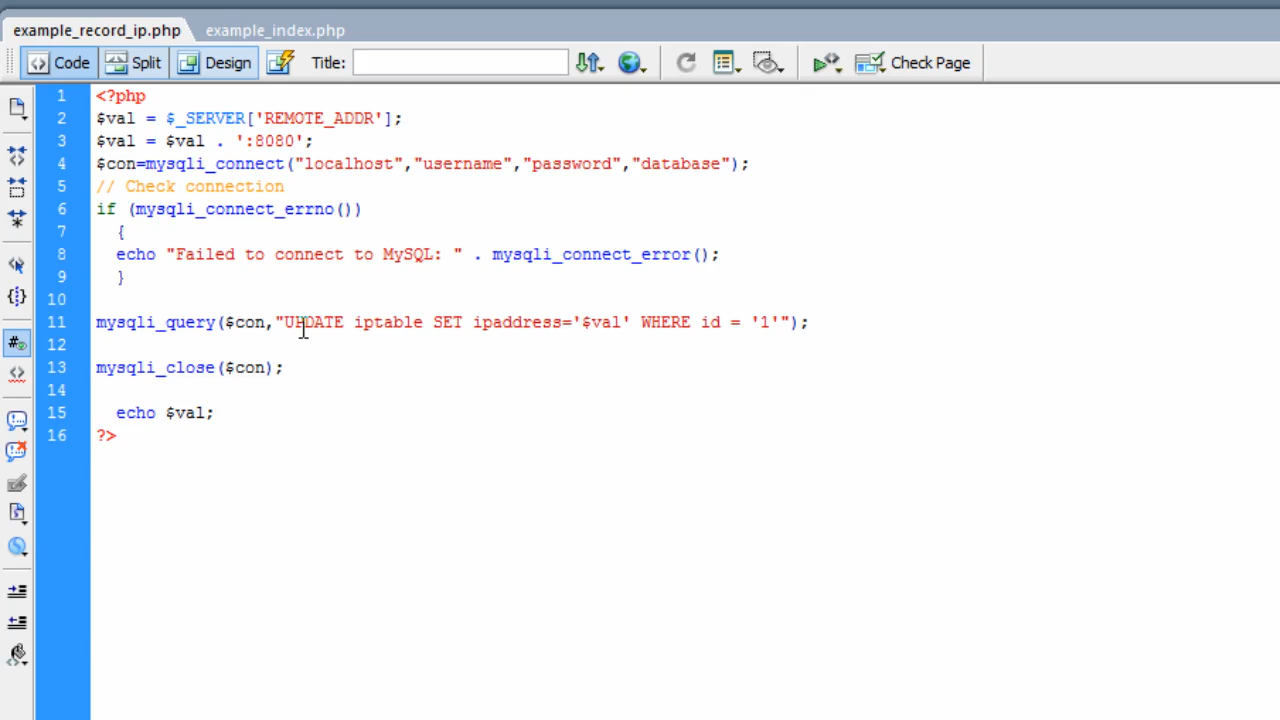 example_record_ip.php example_index.php
Code Split Design Title: Check Page
1 <?php
2 $val = $_SERVER['REMOTE_ADDR'];
3 $val = $val . ':8080';
4 $con=mysqli_connect("localhost","username","password","database");
5 // Check connection
6 if (mysqli_connect_errno())
7   {
8   echo "Failed to connect to MySQL: " . mysqli_connect_error();
9   }
10
11 mysqli_query($con,"UPDATE iptable SET ipaddress='$val' WHERE id = '1'");
12
13 mysqli_close($con);
14
15   echo $val;
16 ?>